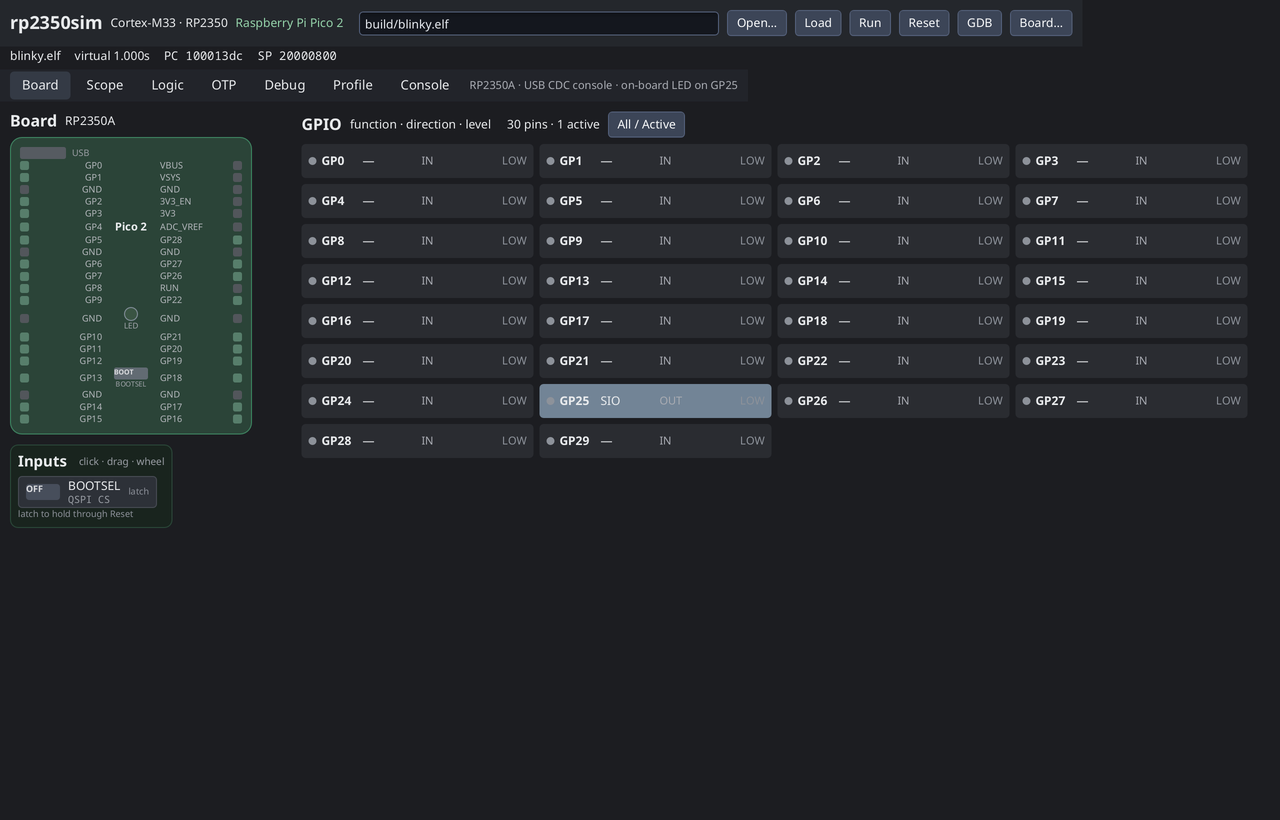 rp2350sim Cortex-M33 · RP2350 Raspberry Pi Pico 2 build/blinky.elf Open... Load Run Reset GDB Board...
blinky.elf virtual 1.000s PC 100013dc SP 20000800
Board Scope Logic OTP Debug Profile Console RP2350A · USB CDC console · on-board LED on GP25
Board RP2350A
USB
GP0 VBUS
GP1 VSYS
GND GND
GP2 3V3_EN
GP3 3V3
GP4 Pico 2 ADC_VREF
GP5 GP28
GND GND
GP6 GP27
GP7 GP26
GP8 RUN
GP9 GP22
GND GND
LED
GP10 GP21
GP11 GP20
GP12 GP19
BOOT
GP13 GP18
BOOTSEL
GND GND
GP14 GP17
GP15 GP16
Inputs click · drag · wheel
OFF BOOTSEL latch
QSPI CS
latch to hold through Reset
GPIO function · direction · level 30 pins · 1 active All / Active
GP0 — IN LOW GP1 — IN LOW GP2 — IN LOW GP3 — IN LOW
GP4 — IN LOW GP5 — IN LOW GP6 — IN LOW GP7 — IN LOW
GP8 — IN LOW GP9 — IN LOW GP10 — IN LOW GP11 — IN LOW
GP12 — IN LOW GP13 — IN LOW GP14 — IN LOW GP15 — IN LOW
GP16 — IN LOW GP17 — IN LOW GP18 — IN LOW GP19 — IN LOW
GP20 — IN LOW GP21 — IN LOW GP22 — IN LOW GP23 — IN LOW
GP24 — IN LOW GP25 SIO OUT LOW GP26 — IN LOW GP27 — IN LOW
GP28 — IN LOW GP29 — IN LOW